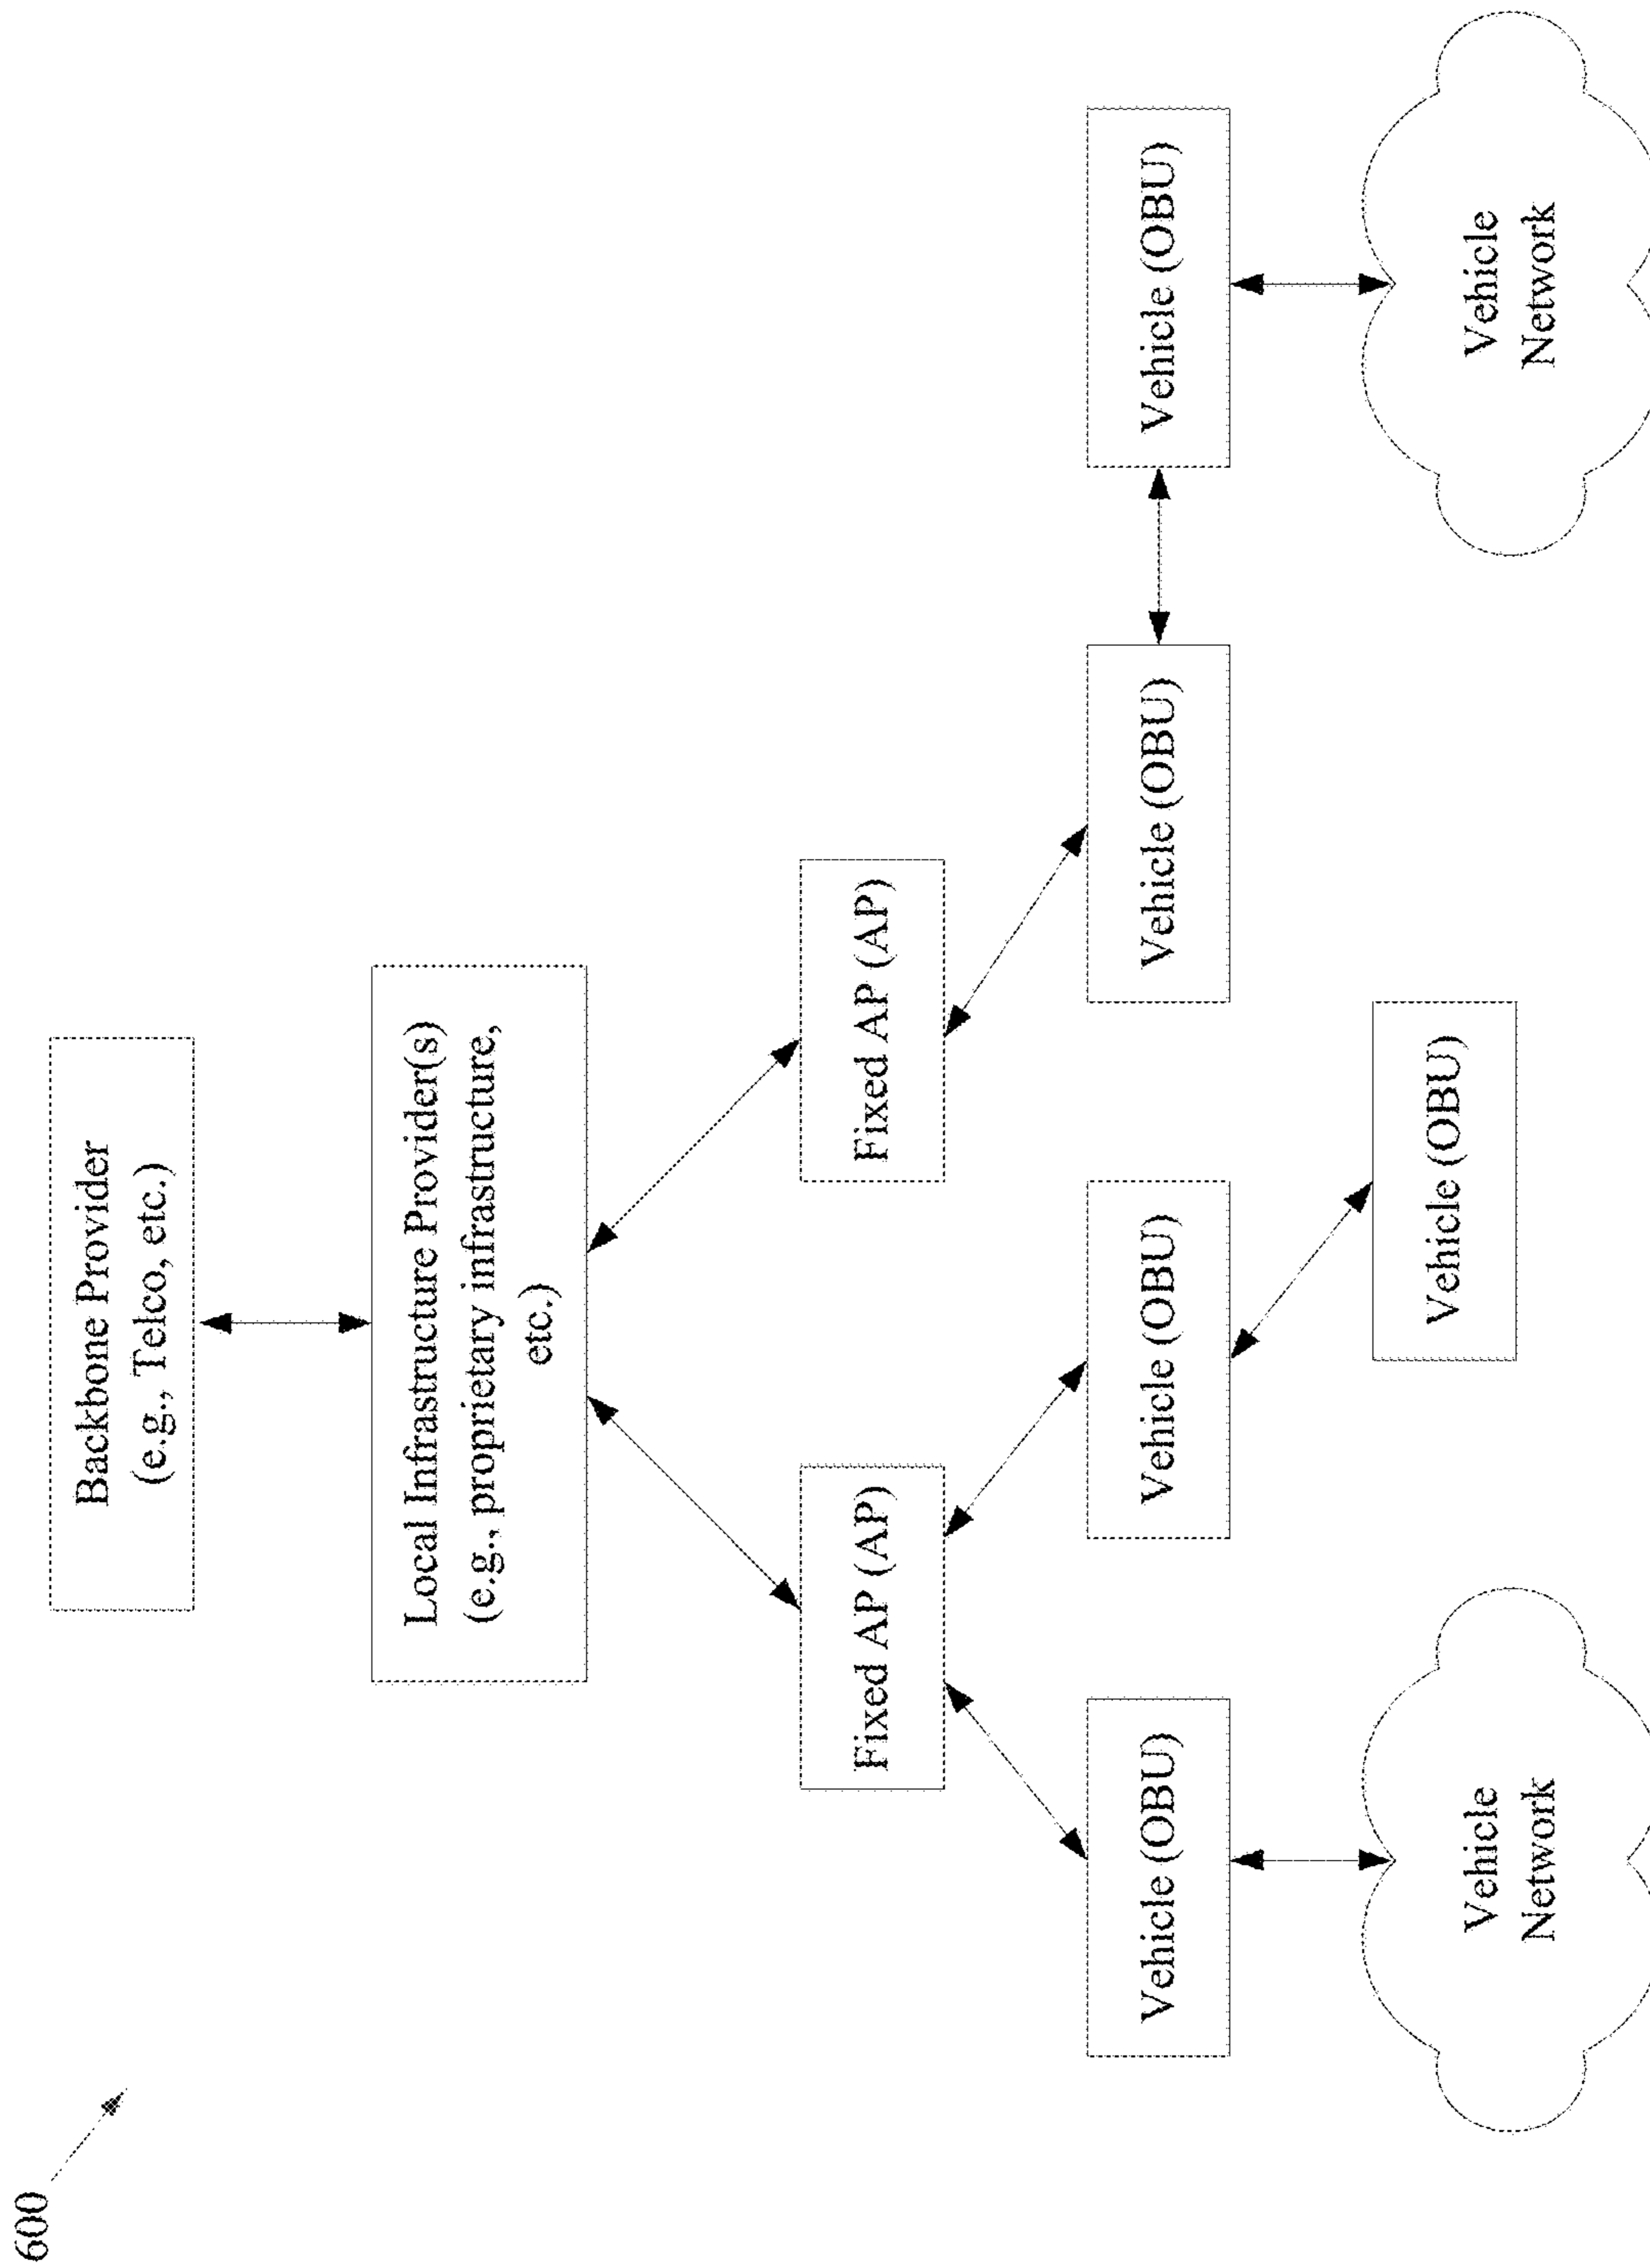 600
Backbone Provider
(e.g., Telco, etc.)
Local Infrastructure Provider(s)
(e.g., proprietary infrastructure,
etc.)
Fixed AP (AP)
Fixed AP (AP)
Vehicle (OBU)
Vehicle (OBU)
Vehicle (OBU)
Vehicle (OBU)
Vehicle
Network
Vehicle (OBU)
Vehicle
Network